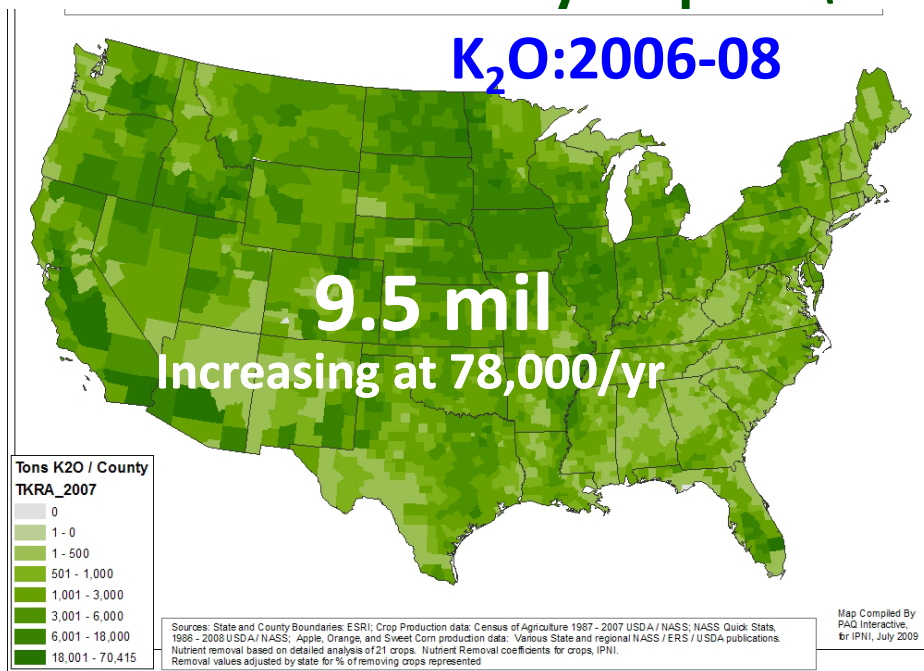 K₂O:2006-08
9.5 mil
Increasing at 78,000/yr
Tons K2O / County
TKRA_2007
0
1 - 0
1 - 500
501 - 1,000
1,001 - 3,000
3,001 - 6,000
6,001 - 18,000
18,001 - 70,415
Sources: State and County Boundaries: ESRI; Crop Production data: Census of Agriculture 1987 - 2007 USDA / NASS; NASS Quick Stats,
1986 - 2008 USDA / NASS; Apple, Orange, and Sweet Corn production data: Various State and regional NASS / ERS / USDA publications.
Nutrient removal based on detailed analysis of 21 crops. Nutrient Removal coefficients for crops, IPNI.
Removal values adjusted by state for % of removing crops represented
Map Compiled By
PAQ Interactive,
for IPNI, July 2009